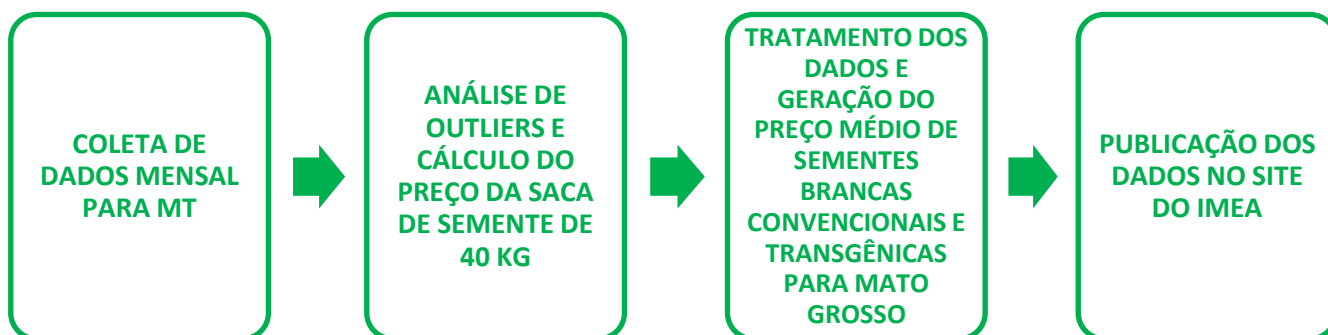 COLETA DE
DADOS MENSAL
PARA MT
ANÁLISE DE
OUTLIERS E
CÁLCULO DO
PREÇO DA SACA
DE SEMENTE DE
40 KG
TRATAMENTO DOS
DADOS E
GERAÇÃO DO
PREÇO MÉDIO DE
SEMENTES
BRANCAS
CONVENCIONAIS E
TRANSGÊNICAS
PARA MATO
GROSSO
PUBLICAÇÃO DOS
DADOS NO SITE
DO IMEA